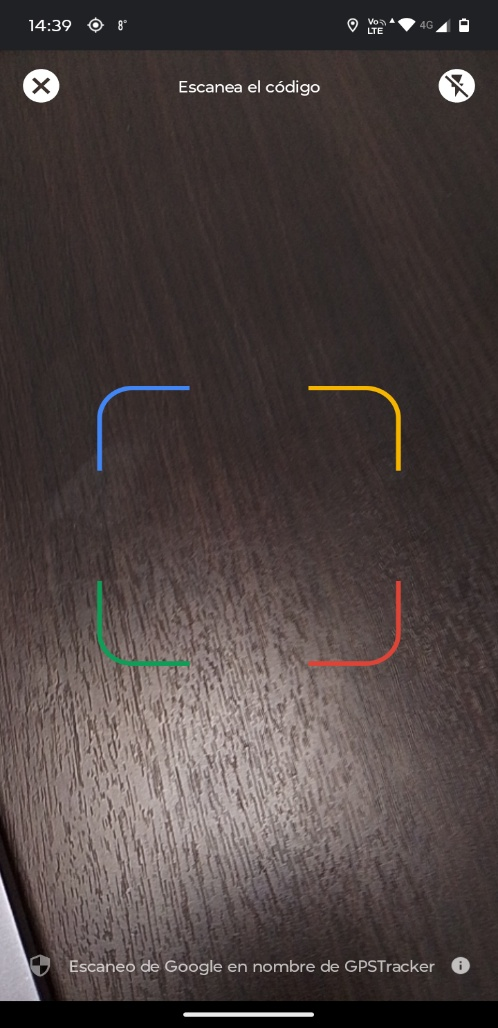 14:39 8°
Vo
LTE 4G
Escanea el código
Escaneo de Google en nombre de GPSTracker